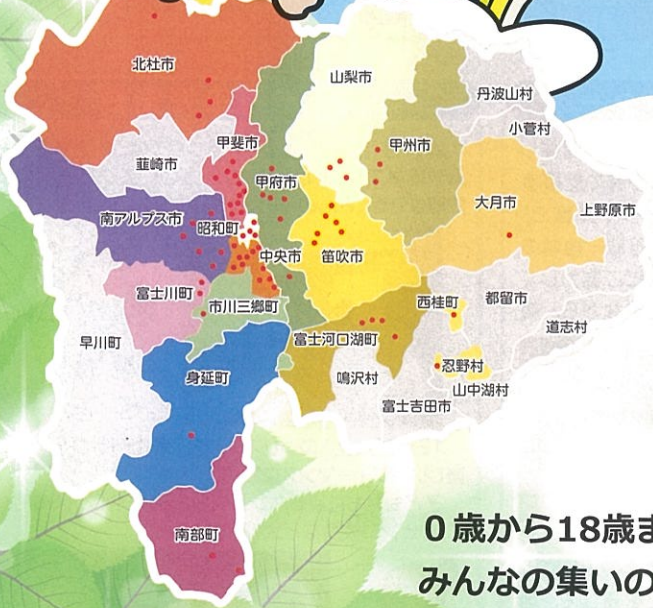 北杜市
山梨市
丹波山村
小菅村
甲斐市
甲州市
韮崎市
甲府市
大月市
上野原市
南アルプス市
昭和町
中央市
笛吹市
富士川町
市川三郷町
西桂町
都留市
道志村
早川町
富士河口湖町
身延町
鳴沢村
忍野村
山中湖村
富士吉田市
南部町
0歳から18歳ま
みんなの集いの